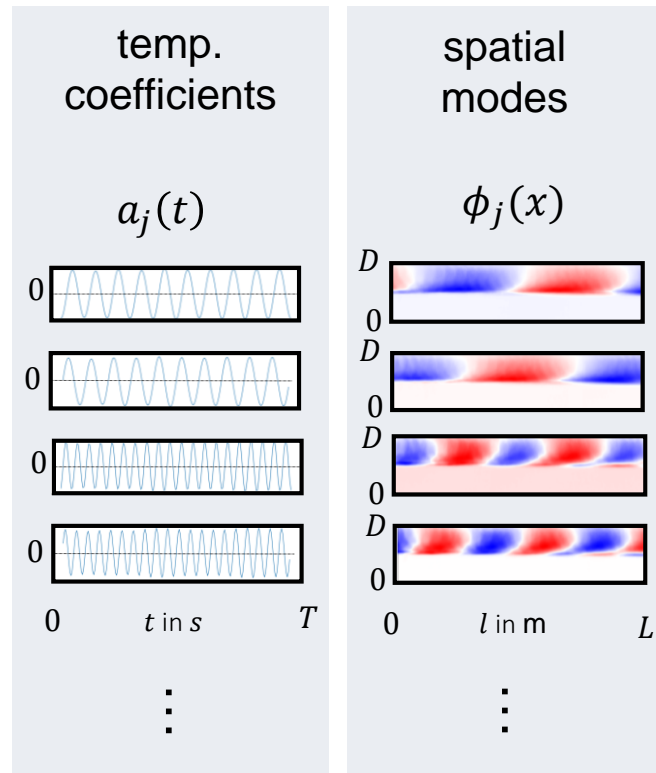 temp.
coefficients
a_j(t)
0
0
0
0
0 t in s T
spatial
modes
ϕ_j(x)
D
0
D
0
D
0
D
0
0 l in m L